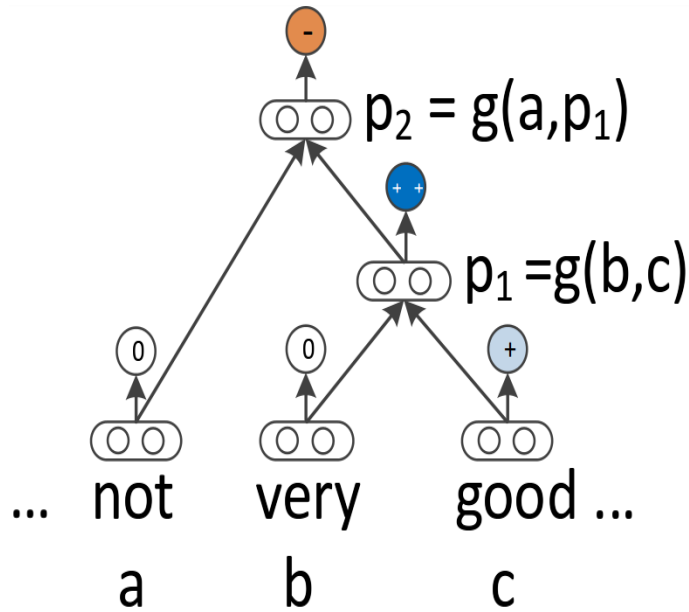 -
p₂ = g(a,p₁)
+ +
p₁ =g(b,c)
0 0 +
... not very good ...
a b c